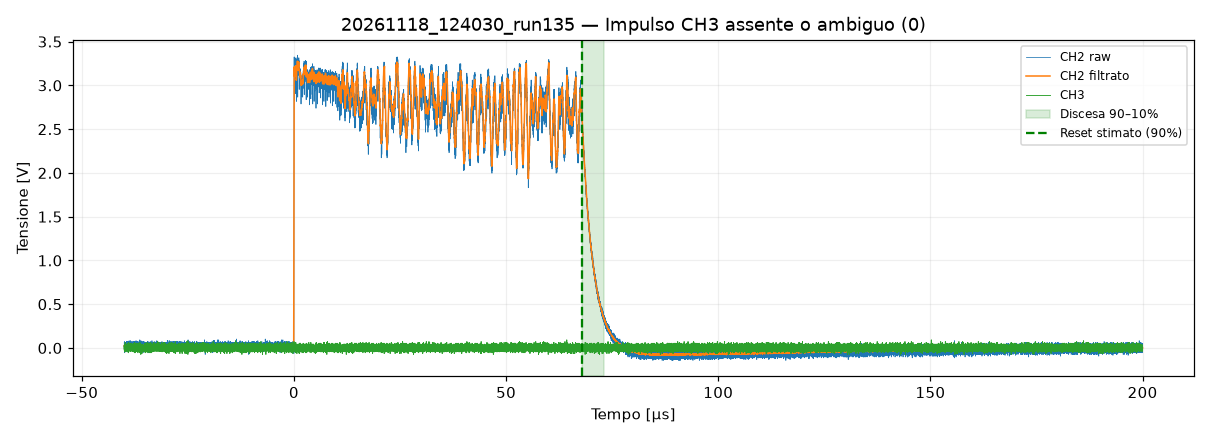 20261118_124030_run135 — Impulso CH3 assente o ambiguo (0)
Tensione [V]
3.5
3.0
2.5
2.0
1.5
1.0
0.5
0.0
−50
0
50
100
150
200
Tempo [µs]
CH2 raw
CH2 filtrato
CH3
Discesa 90–10%
Reset stimato (90%)